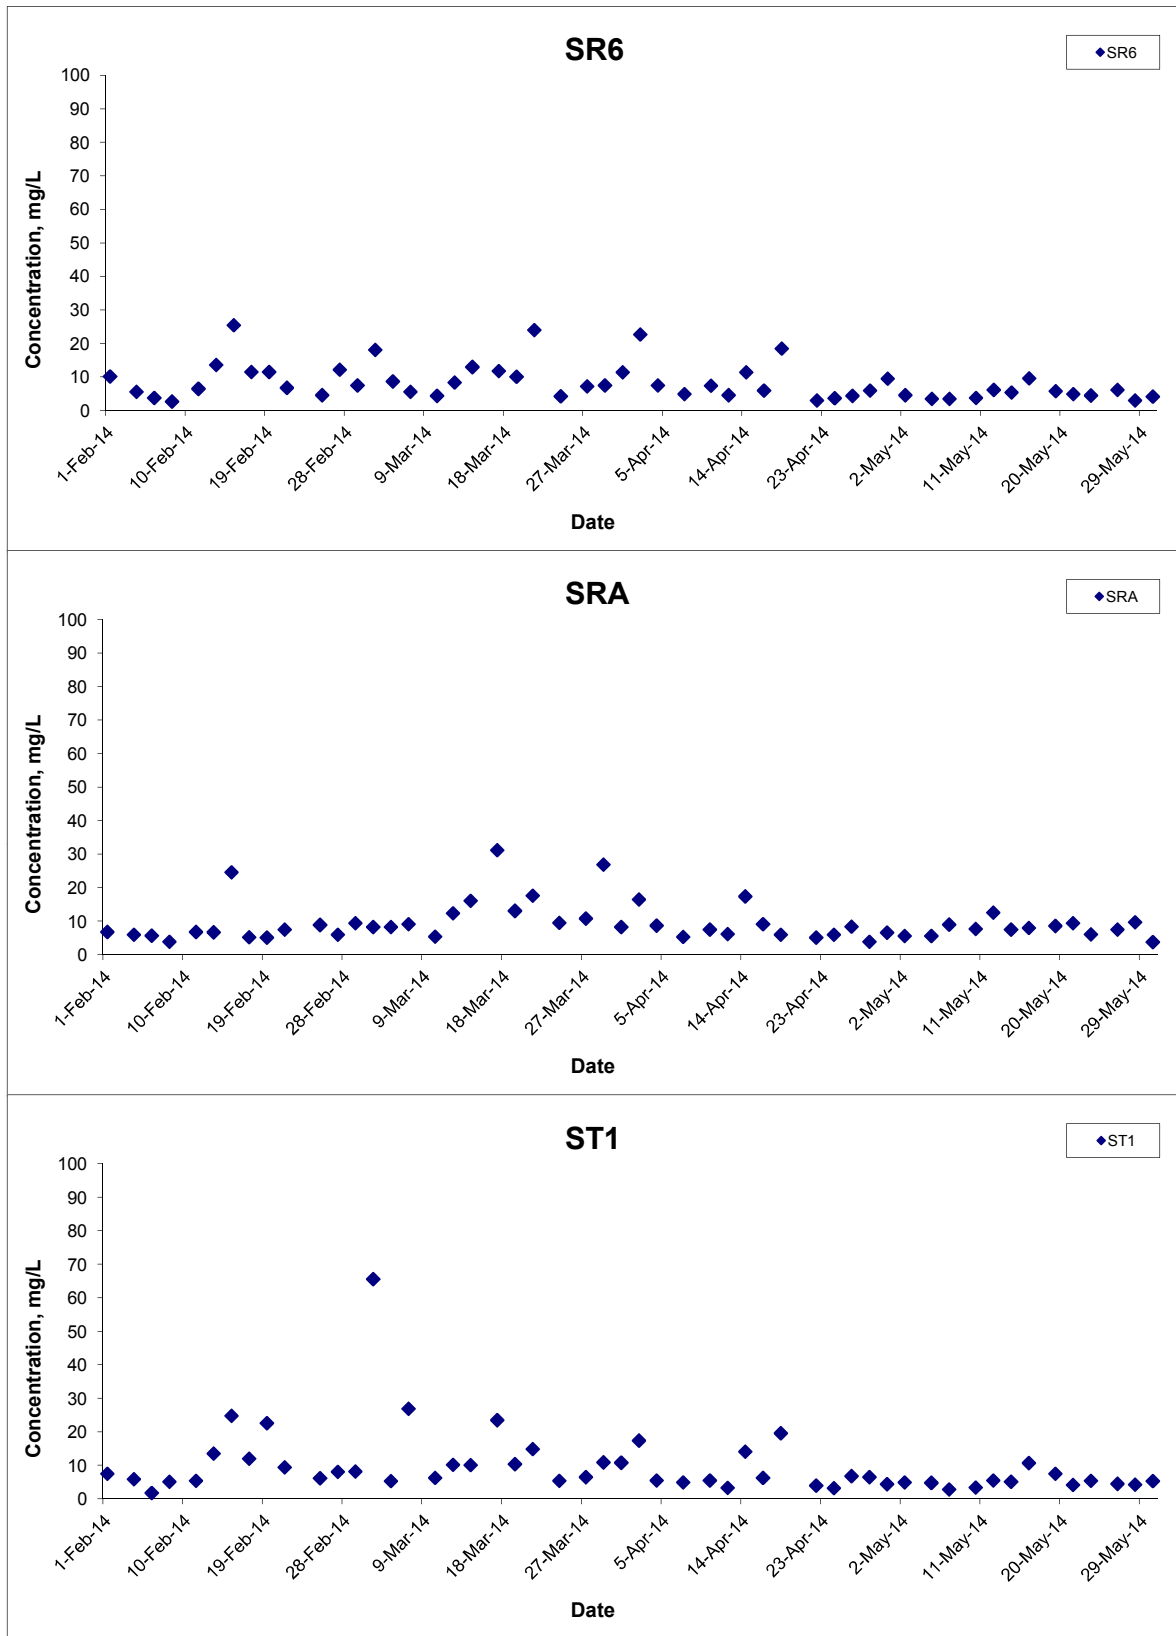 SR6
SR6
100
90
80
70
60
50
40
30
20
10
0
Concentration, mg/L
1-Feb-14
10-Feb-14
19-Feb-14
28-Feb-14
9-Mar-14
18-Mar-14
27-Mar-14
5-Apr-14
14-Apr-14
23-Apr-14
2-May-14
11-May-14
20-May-14
29-May-14
Date
SRA
SRA
100
90
80
70
60
50
40
30
20
10
0
Concentration, mg/L
1-Feb-14
10-Feb-14
19-Feb-14
28-Feb-14
9-Mar-14
18-Mar-14
27-Mar-14
5-Apr-14
14-Apr-14
23-Apr-14
2-May-14
11-May-14
20-May-14
29-May-14
Date
ST1
ST1
100
90
80
70
60
50
40
30
20
10
0
Concentration, mg/L
1-Feb-14
10-Feb-14
19-Feb-14
28-Feb-14
9-Mar-14
18-Mar-14
27-Mar-14
5-Apr-14
14-Apr-14
23-Apr-14
2-May-14
11-May-14
20-May-14
29-May-14
Date